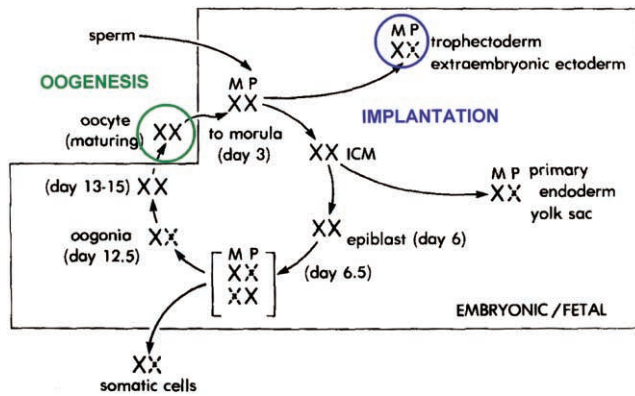 sperm
OOGENESIS
oocyte
(maturing)
XX
M P
XX
to morula
(day 3)
M P
XX
trophectoderm
extraembryonic ectoderm
IMPLANTATION
XX ICM
M P
XX
primary
endoderm
yolk sac
XX epiblast (day 6)
(day 6.5)
M P
XX
XX
(day 13-15) XX
oogonia
(day 12.5)
XX
EMBRYONIC/FETAL
XX
somatic cells